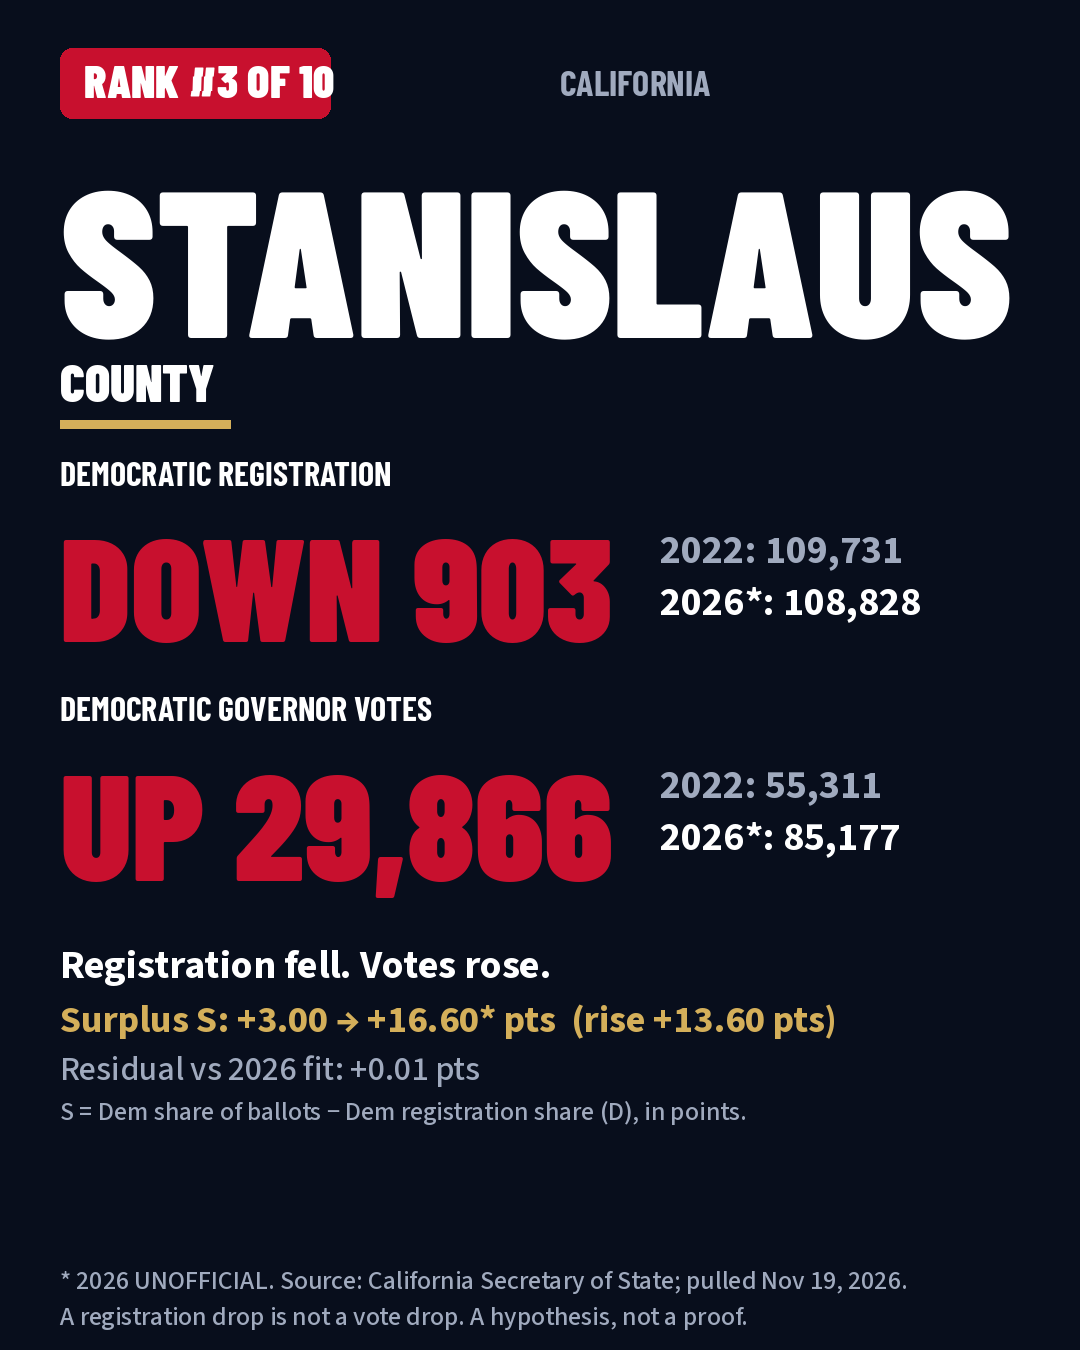 RANK #3 OF 10
CALIFORNIA
STANISLAUS
COUNTY
DEMOCRATIC REGISTRATION
DOWN 903
2022: 109,731
2026*: 108,828
DEMOCRATIC GOVERNOR VOTES
UP 29,866
2022: 55,311
2026*: 85,177
Registration fell. Votes rose.
Surplus S: +3.00 → +16.60* pts (rise +13.60 pts)
Residual vs 2026 fit: +0.01 pts
S = Dem share of ballots − Dem registration share (D), in points.
* 2026 UNOFFICIAL. Source: California Secretary of State; pulled Nov 19, 2026.
A registration drop is not a vote drop. A hypothesis, not a proof.